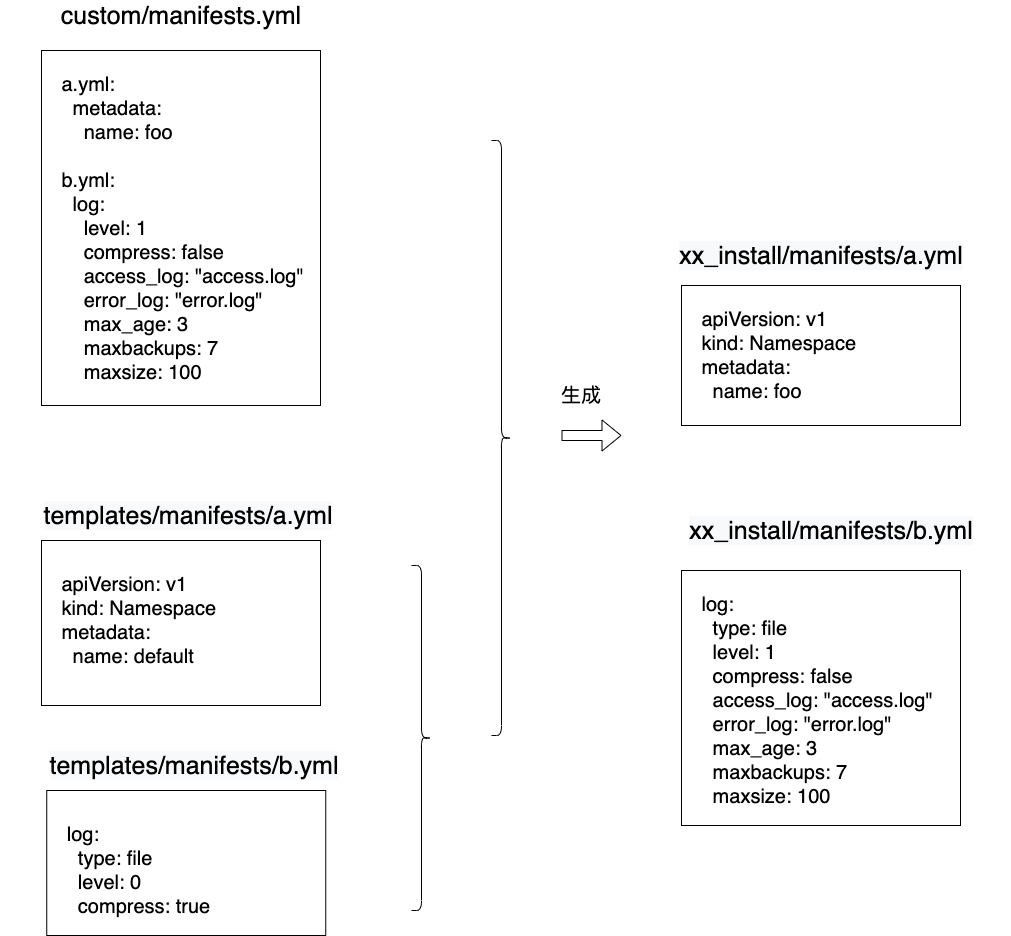 custom/manifests.yml
a.yml:
  metadata:
    name: foo
b.yml:
  log:
    level: 1
    compress: false
    access_log: "access.log"
    error_log: "error.log"
    max_age: 3
    maxbackups: 7
    maxsize: 100
templates/manifests/a.yml
apiVersion: v1
kind: Namespace
metadata:
  name: default
templates/manifests/b.yml
log:
  type: file
  level: 0
  compress: true
生成
xx_install/manifests/a.yml
apiVersion: v1
kind: Namespace
metadata:
  name: foo
xx_install/manifests/b.yml
log:
  type: file
  level: 1
  compress: false
  access_log: "access.log"
  error_log: "error.log"
  max_age: 3
  maxbackups: 7
  maxsize: 100